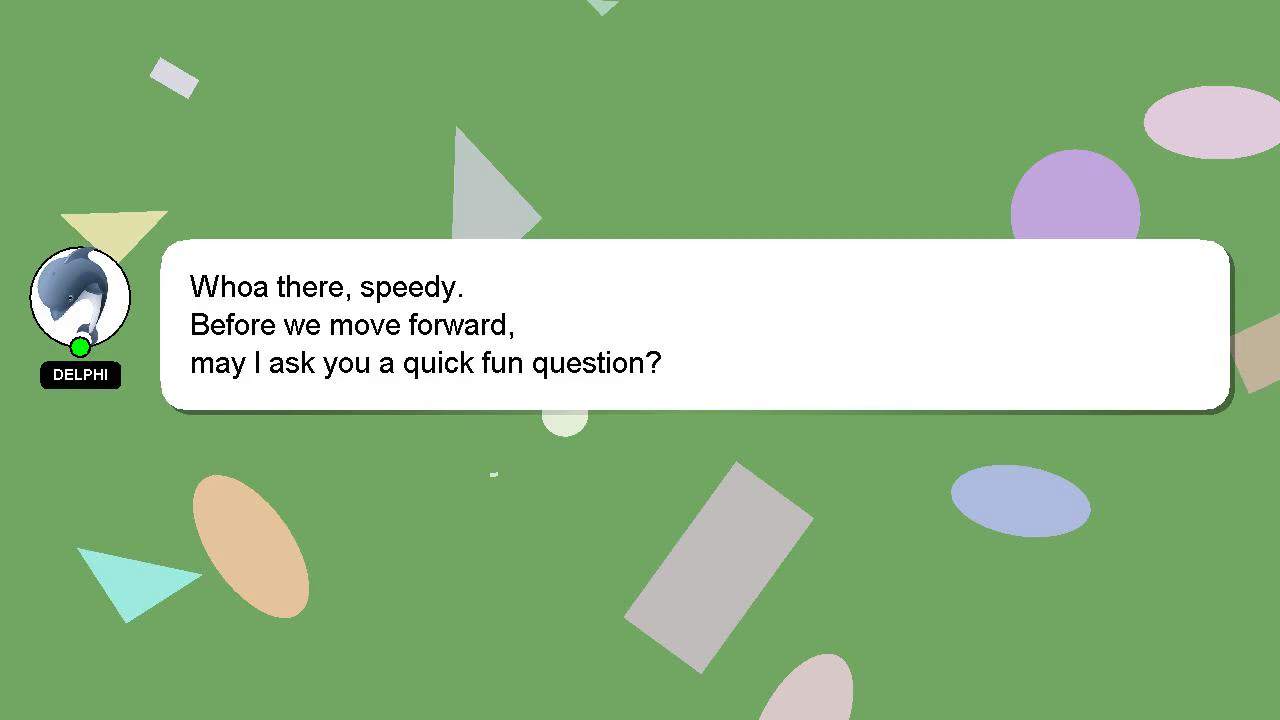 Whoa there, speedy.
Before we move forward,
may I ask you a quick fun question?
DELPHI